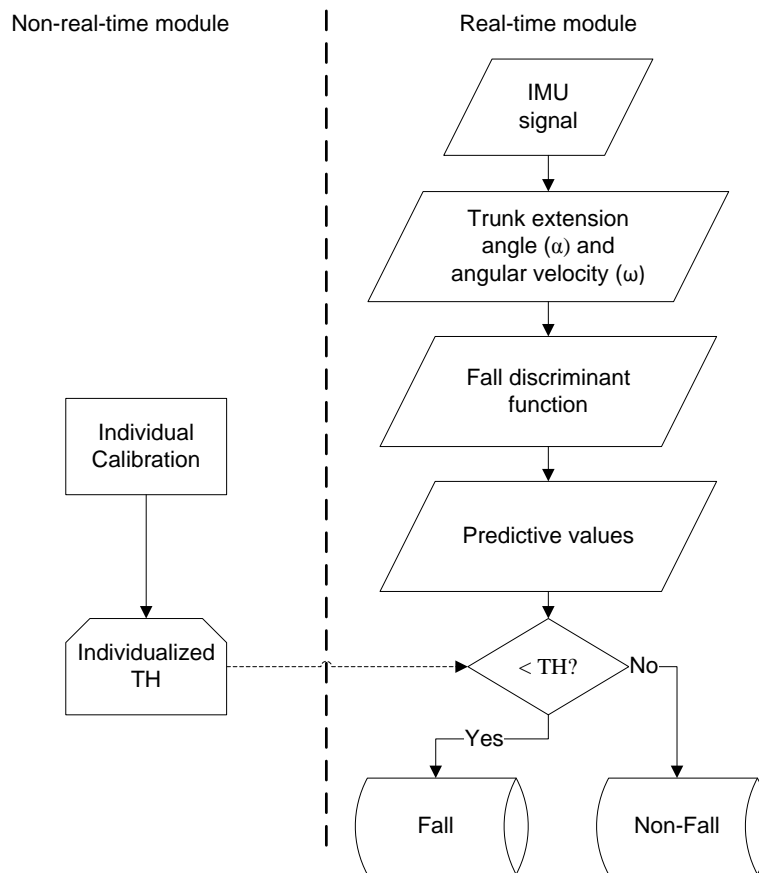 Non-real-time module
Real-time module
IMU
signal
Trunk extension
angle (α) and
angular velocity (ω)
Fall discriminant
function
Individual
Calibration
Predictive values
Individualized
TH
< TH?
No
Yes
Fall
Non-Fall